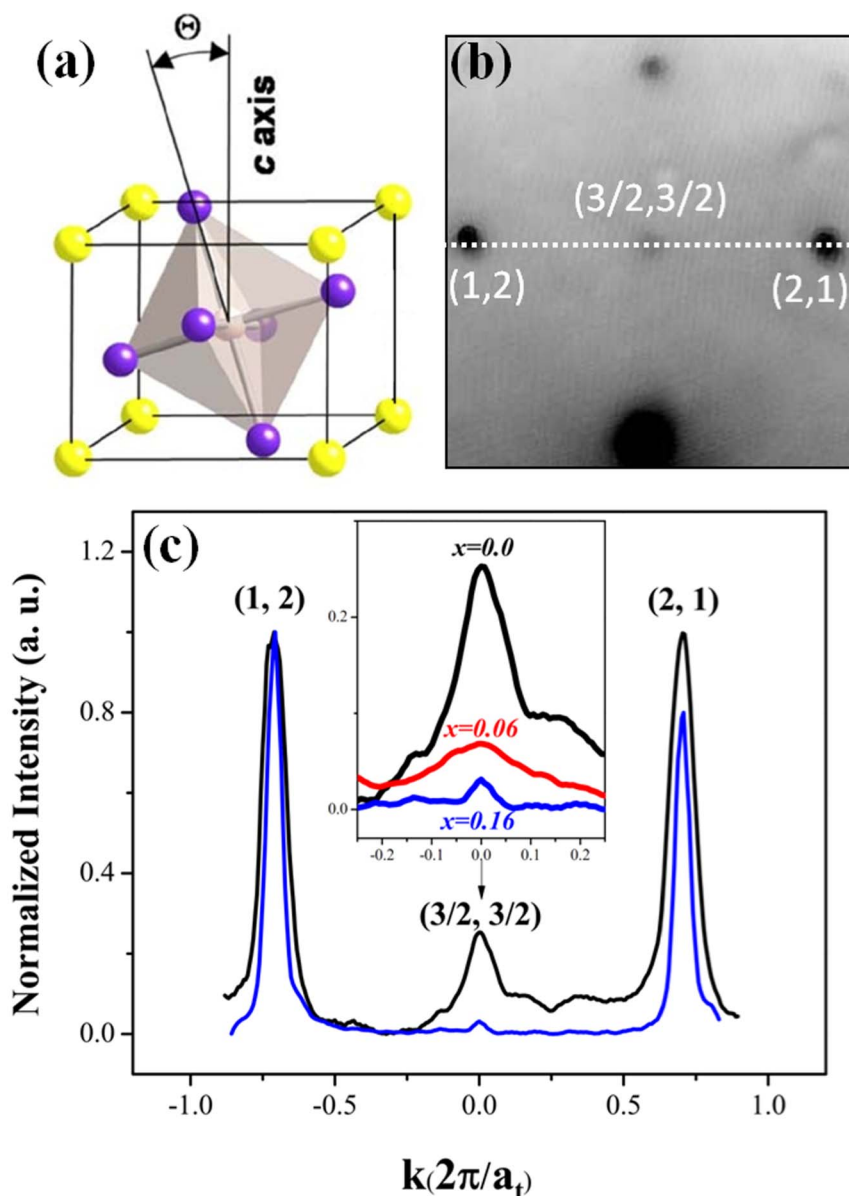 (a)
Θ
c axis
(b)
(3/2,3/2)
(1,2)
(2,1)
(c)
Normalized Intensity (a. u.)
1.2
0.8
0.4
0.0
(1, 2)
(2, 1)
x=0.0
x=0.06
x=0.16
0.2
0.0
-0.2
-0.1
0.0
0.1
0.2
(3/2, 3/2)
-1.0
-0.5
0.0
0.5
1.0
k(2π/aₜ)